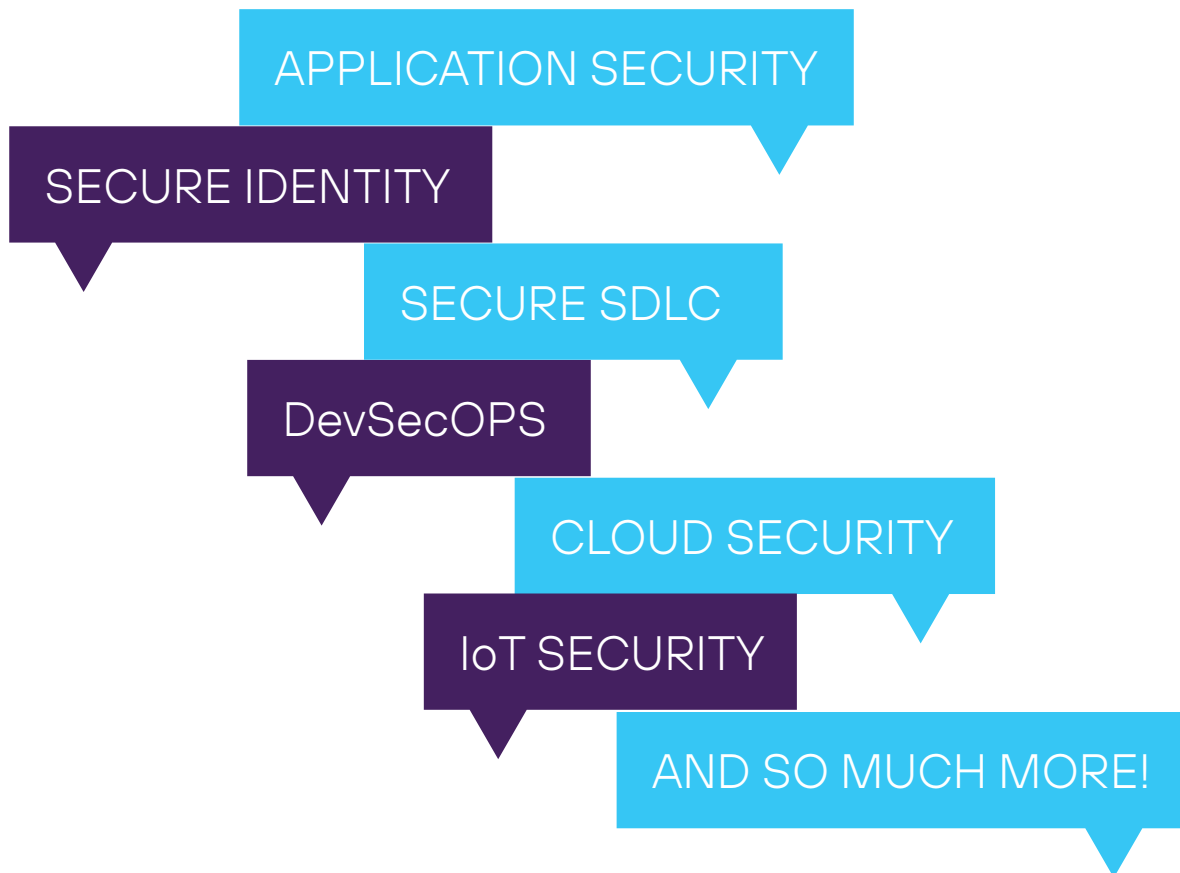 APPLICATION SECURITY
SECURE IDENTITY
SECURE SDLC
DevSecOPS
CLOUD SECURITY
IoT SECURITY
AND SO MUCH MORE!